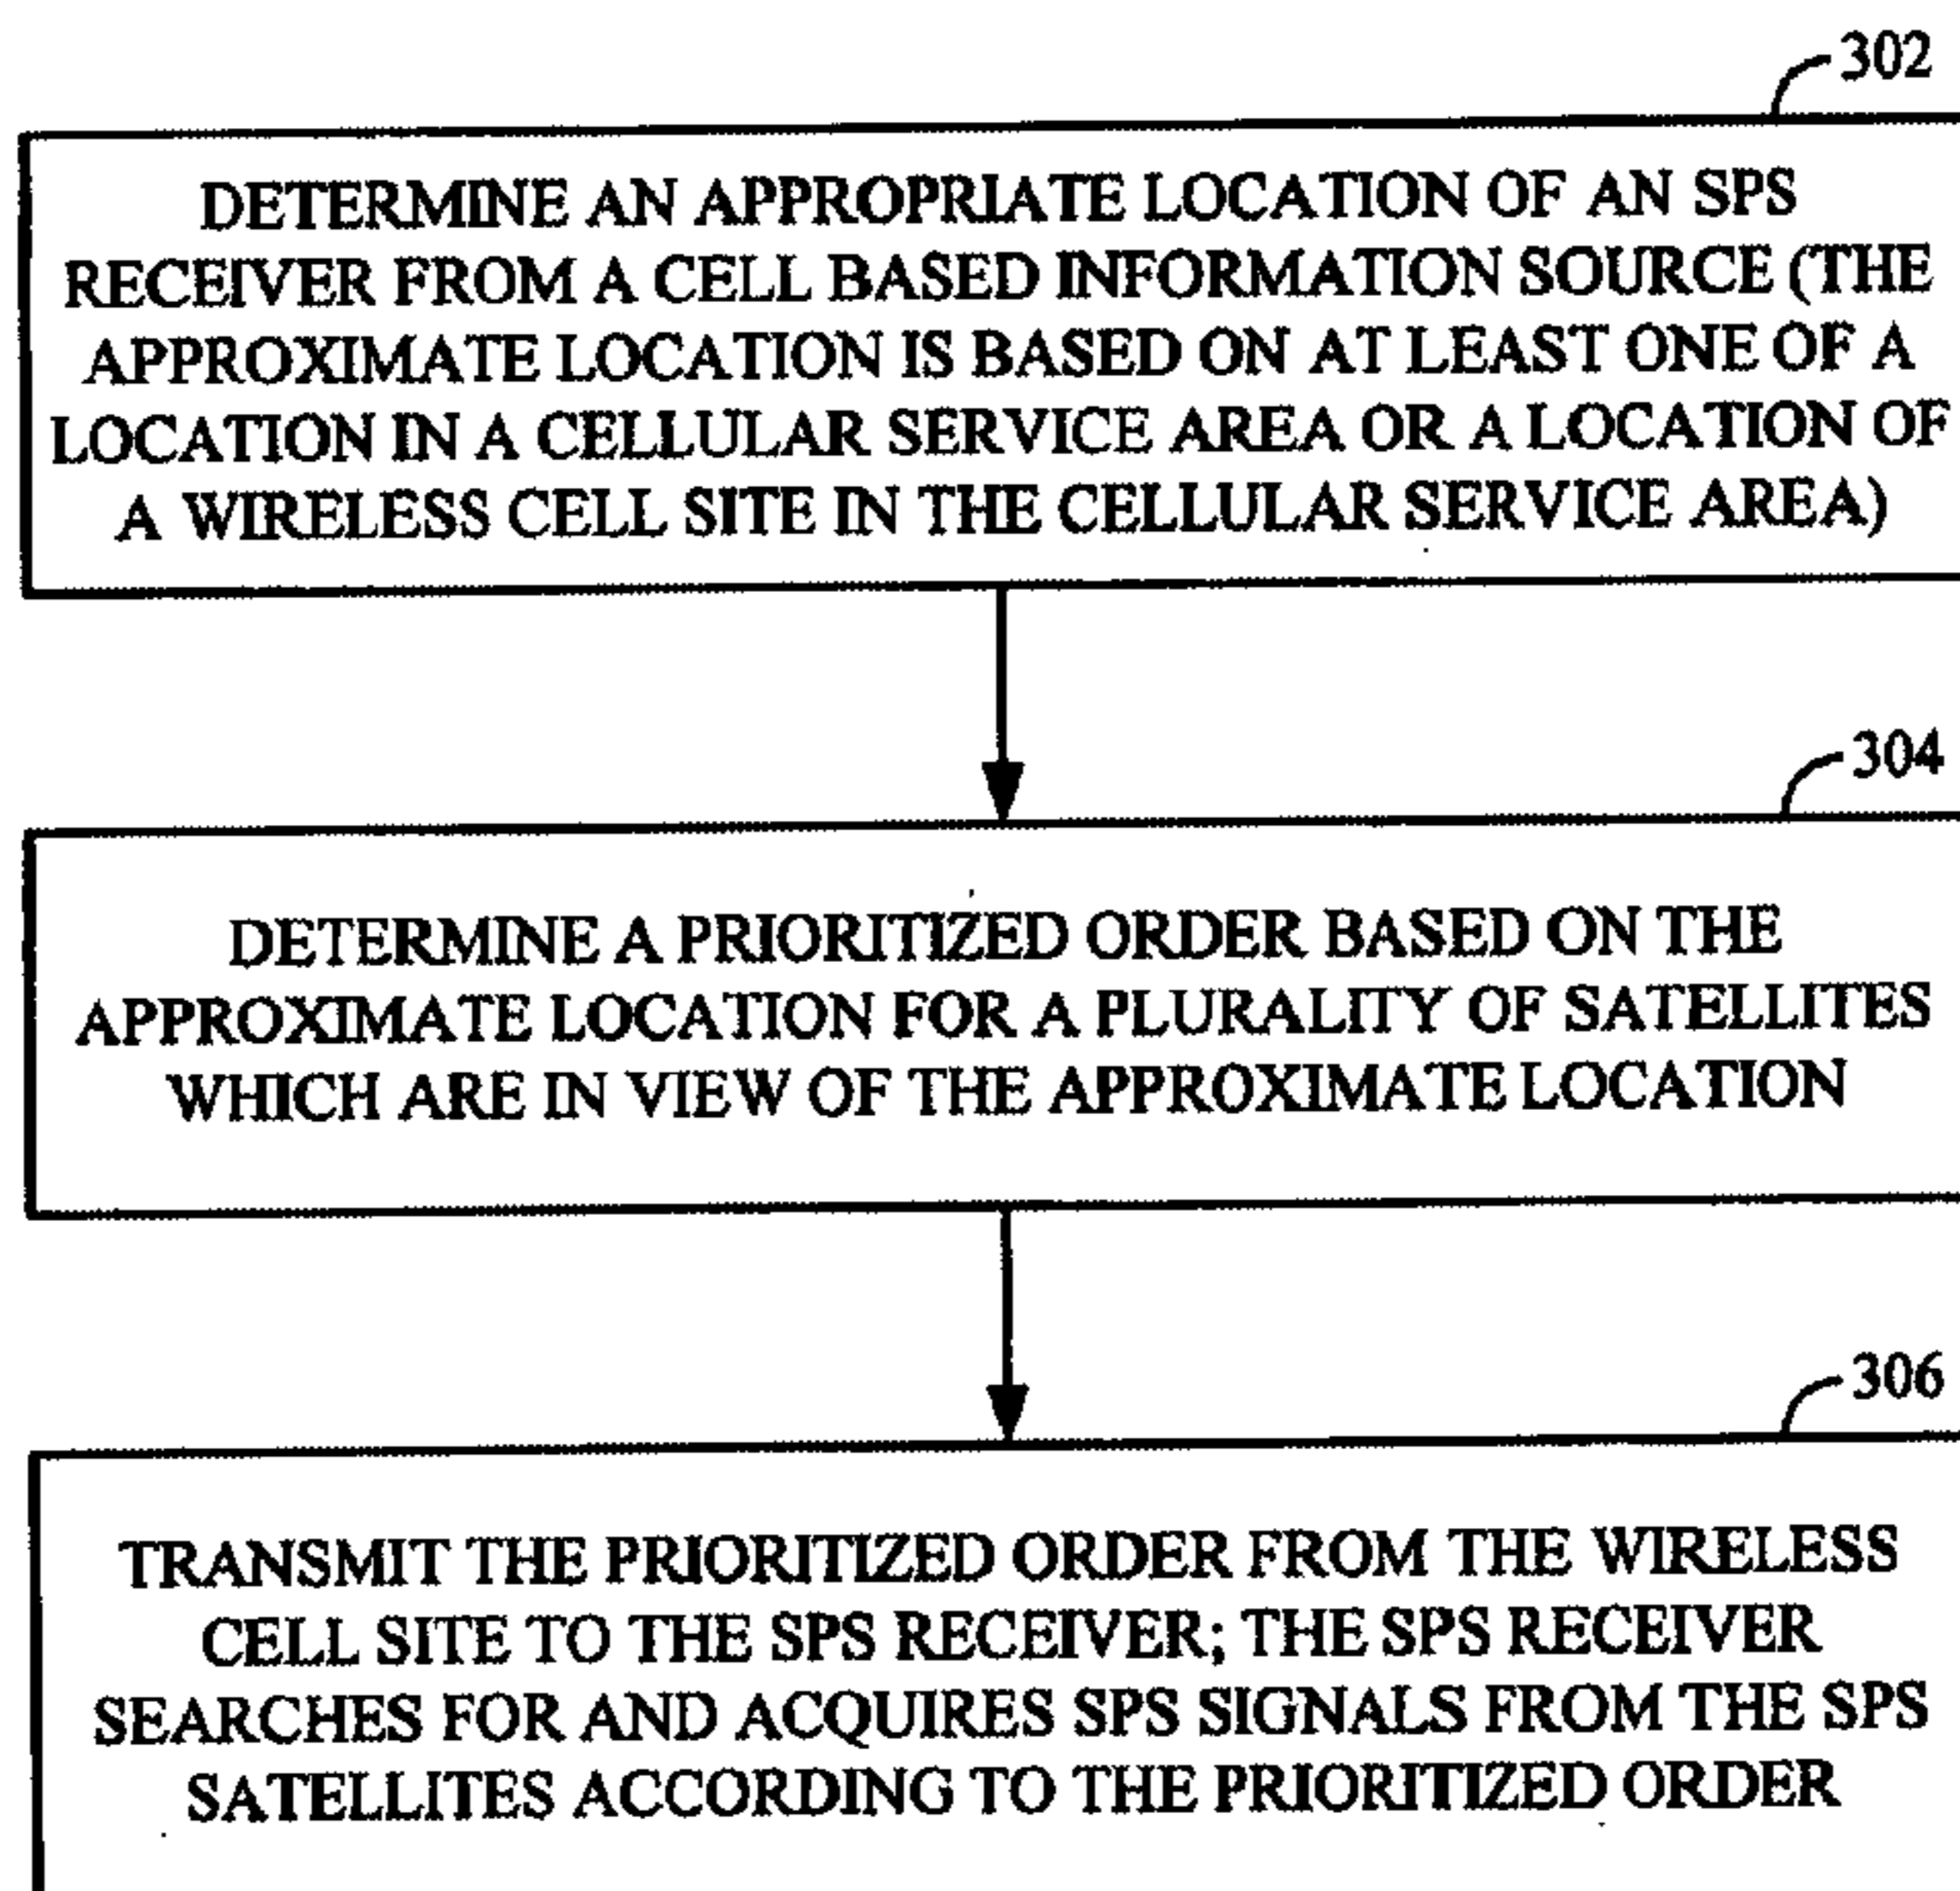 302
DETERMINE AN APPROPRIATE LOCATION OF AN SPS
RECEIVER FROM A CELL BASED INFORMATION SOURCE (THE
APPROXIMATE LOCATION IS BASED ON AT LEAST ONE OF A
LOCATION IN A CELLULAR SERVICE AREA OR A LOCATION OF
A WIRELESS CELL SITE IN THE CELLULAR SERVICE AREA)
304
DETERMINE A PRIORITIZED ORDER BASED ON THE
APPROXIMATE LOCATION FOR A PLURALITY OF SATELLITES
WHICH ARE IN VIEW OF THE APPROXIMATE LOCATION
306
TRANSMIT THE PRIORITIZED ORDER FROM THE WIRELESS
CELL SITE TO THE SPS RECEIVER; THE SPS RECEIVER
SEARCHES FOR AND ACQUIRES SPS SIGNALS FROM THE SPS
SATELLITES ACCORDING TO THE PRIORITIZED ORDER